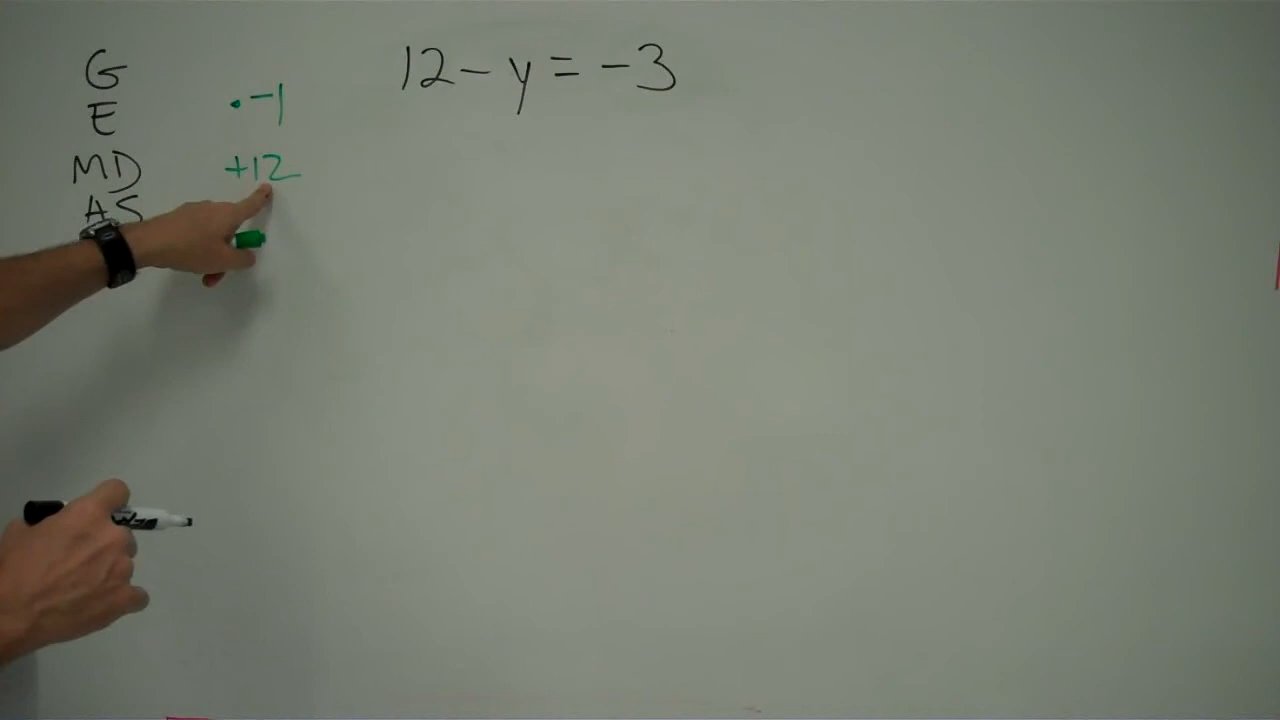 G
E
MD
AS
• -1
+12
12 - y = -3